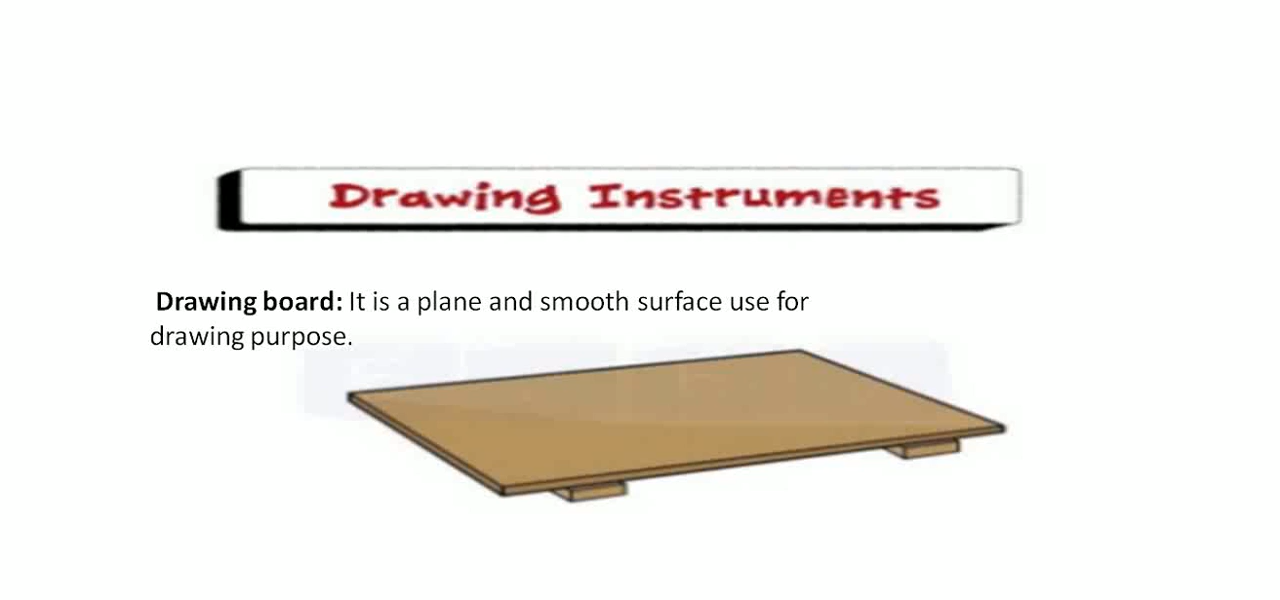 Drawing Instruments
Drawing board: It is a plane and smooth surface use for
drawing purpose.